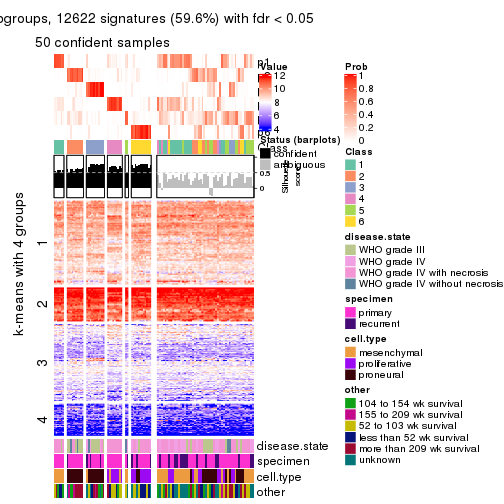 ogroups, 12622 signatures (59.6%) with fdr < 0.05
50 confident samples
p1
Value
12
10
8
6
4
Status (barplots)
confident
ambiguous
1
0.5
0
Silhouette
score
k-means with 4 groups
1
2
3
4
disease.state
specimen
cell.type
other
Prob
1
0.8
0.6
0.4
0.2
0
Class
1
2
3
4
5
6
disease.state
WHO grade III
WHO grade IV
WHO grade IV with necrosis
WHO grade IV without necrosis
specimen
primary
recurrent
cell.type
mesenchymal
proliferative
proneural
other
104 to 154 wk survival
155 to 209 wk survival
52 to 103 wk survival
less than 52 wk survival
more than 209 wk survival
unknown